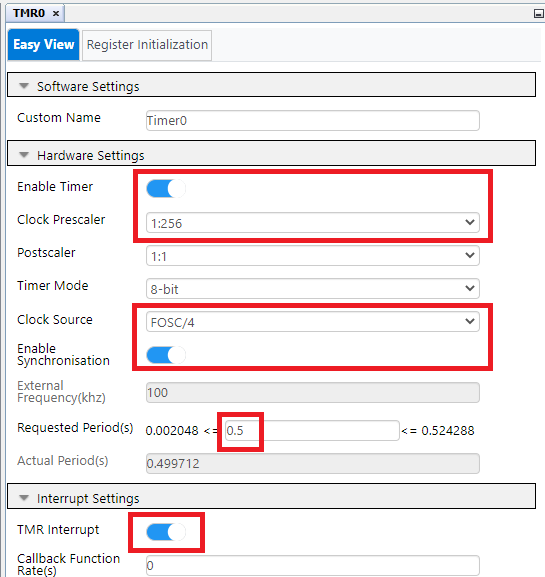 TMR0 ×
Easy View Register Initialization
Software Settings
Custom Name Timer0
Hardware Settings
Enable Timer
Clock Prescaler 1:256
Postscaler 1:1
Timer Mode 8-bit
Clock Source FOSC/4
Enable
Synchronisation
External
Frequency(khz) 100
Requested Period(s) 0.002048 <= 0.5 <= 0.524288
Actual Period(s) 0.499712
Interrupt Settings
TMR Interrupt
Callback Function
Rate(s) 0